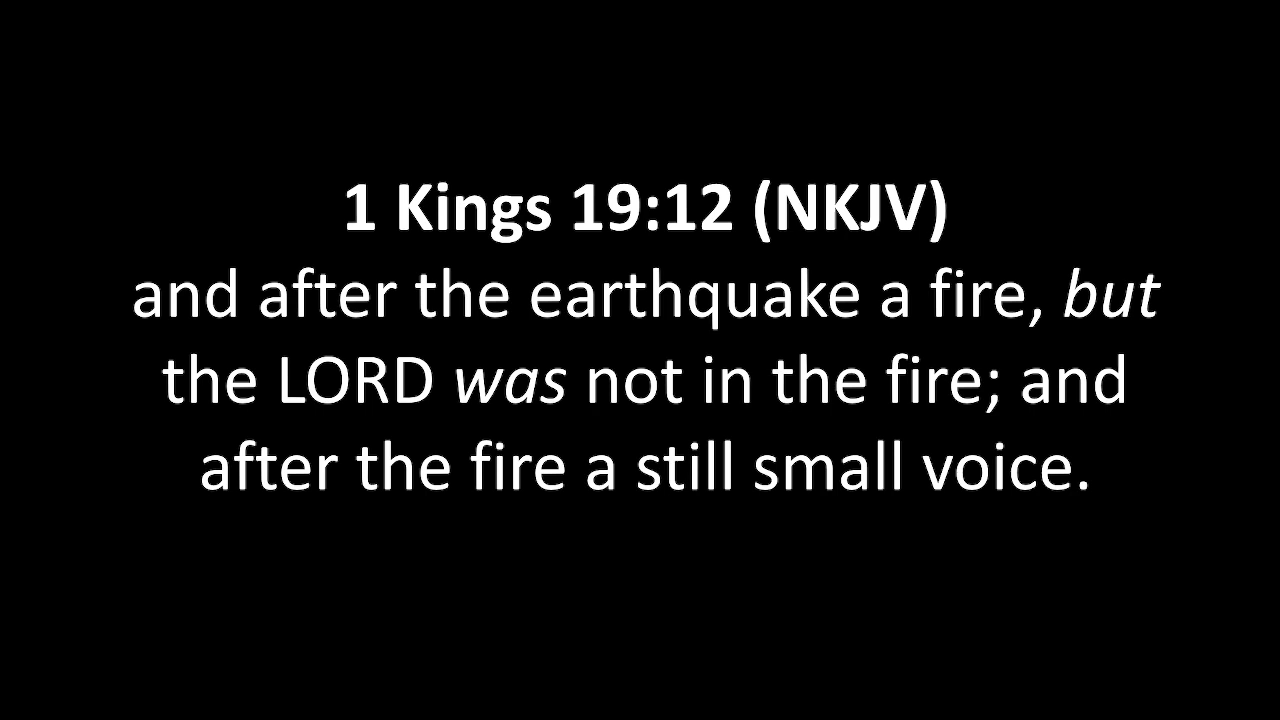 1 Kings 19:12 (NKJV)
and after the earthquake a fire, but
the LORD was not in the fire; and
after the fire a still small voice.